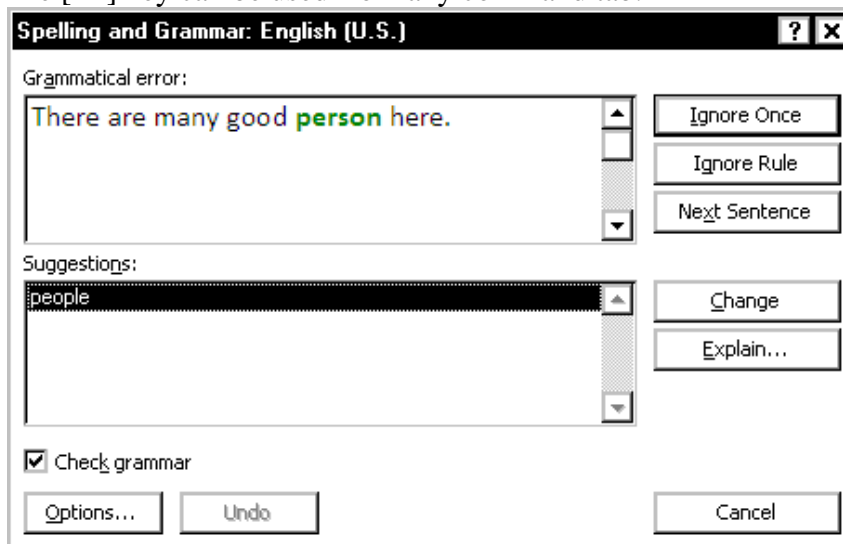 Spelling and Grammar: English (U.S.)
Grammatical error:
There are many good person here.
Ignore Once
Ignore Rule
Next Sentence
Suggestions:
people
Change
Explain...
Check grammar
Options...
Undo
Cancel